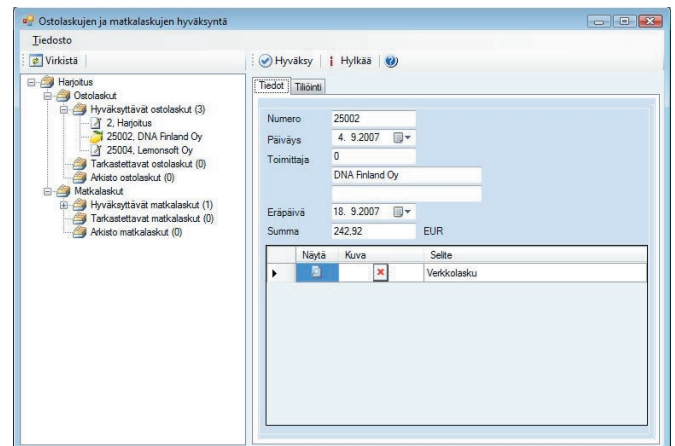 Ostolaskujen ja matkalaskujen hyväksyntä
Tiedosto
Virkistä
Hyväksy
Hylkää
Harjoitus
Ostolaskut
Hyväksyttävät ostolaskut (3)
2, Harjoitus
25002, DNA Finland Oy
25004, Lemonsoft Oy
Tarkastettavat ostolaskut (0)
Arkisto ostolaskut (0)
Matkalaskut
Hyväksyttävät matkalaskut (1)
Tarkastettavat matkalaskut (0)
Arkisto matkalaskut (0)
Tiedot Tiliöinti
Numero 25002
Päiväys 4. 9.2007
Toimittaja 0
DNA Finland Oy
Eräpäivä 18. 9.2007
Summa 242,92 EUR
Näytä Kuva Selite
Verkkolasku